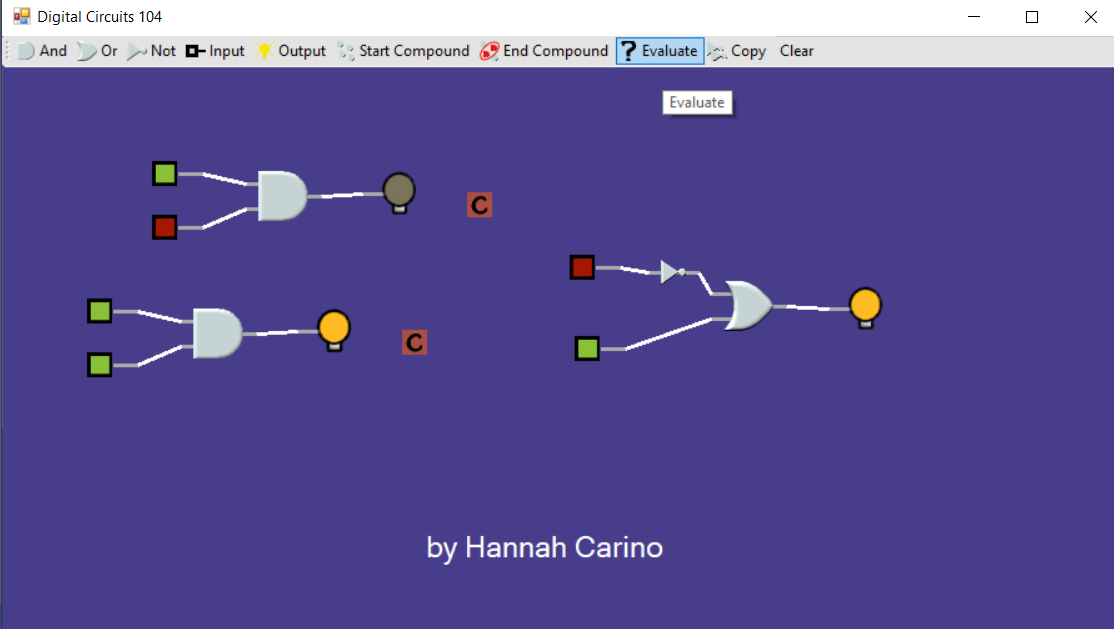 Digital Circuits 104
And Or Not Input Output Start Compound End Compound ? Evaluate Copy Clear
Evaluate
C
C
by Hannah Carino